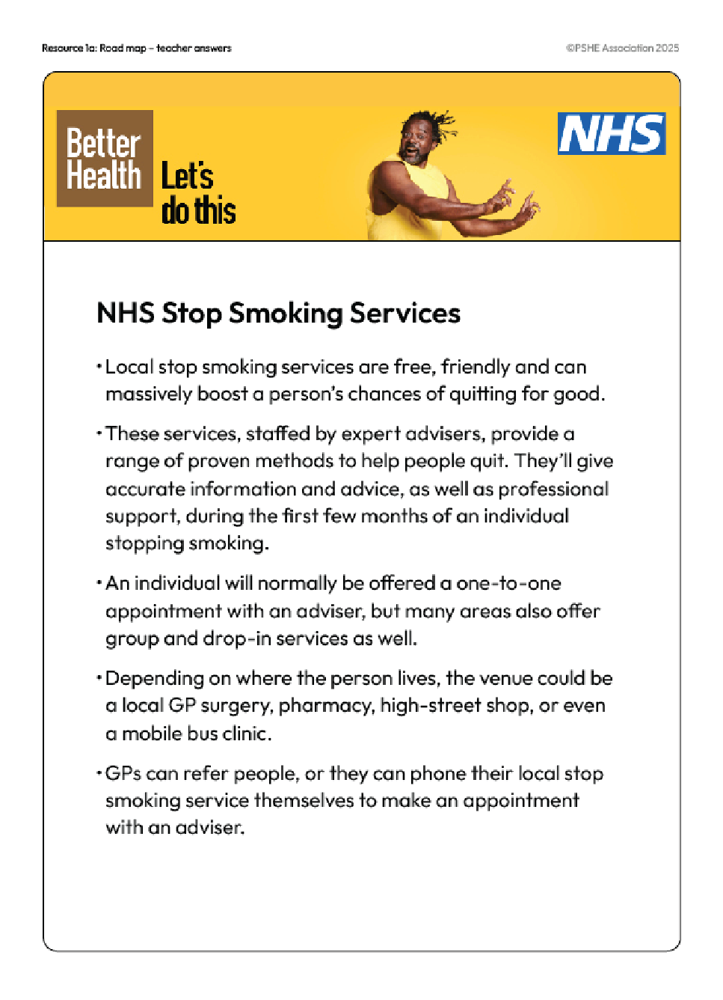 Resource 1a: Road map – teacher answers
©PSHE Association 2025
Better
Health
Let's
do this
NHS
NHS Stop Smoking Services
• Local stop smoking services are free, friendly and can
massively boost a person's chances of quitting for good.
• These services, staffed by expert advisers, provide a
range of proven methods to help people quit. They'll give
accurate information and advice, as well as professional
support, during the first few months of an individual
stopping smoking.
• An individual will normally be offered a one-to-one
appointment with an adviser, but many areas also offer
group and drop-in services as well.
• Depending on where the person lives, the venue could be
a local GP surgery, pharmacy, high-street shop, or even
a mobile bus clinic.
• GPs can refer people, or they can phone their local stop
smoking service themselves to make an appointment
with an adviser.